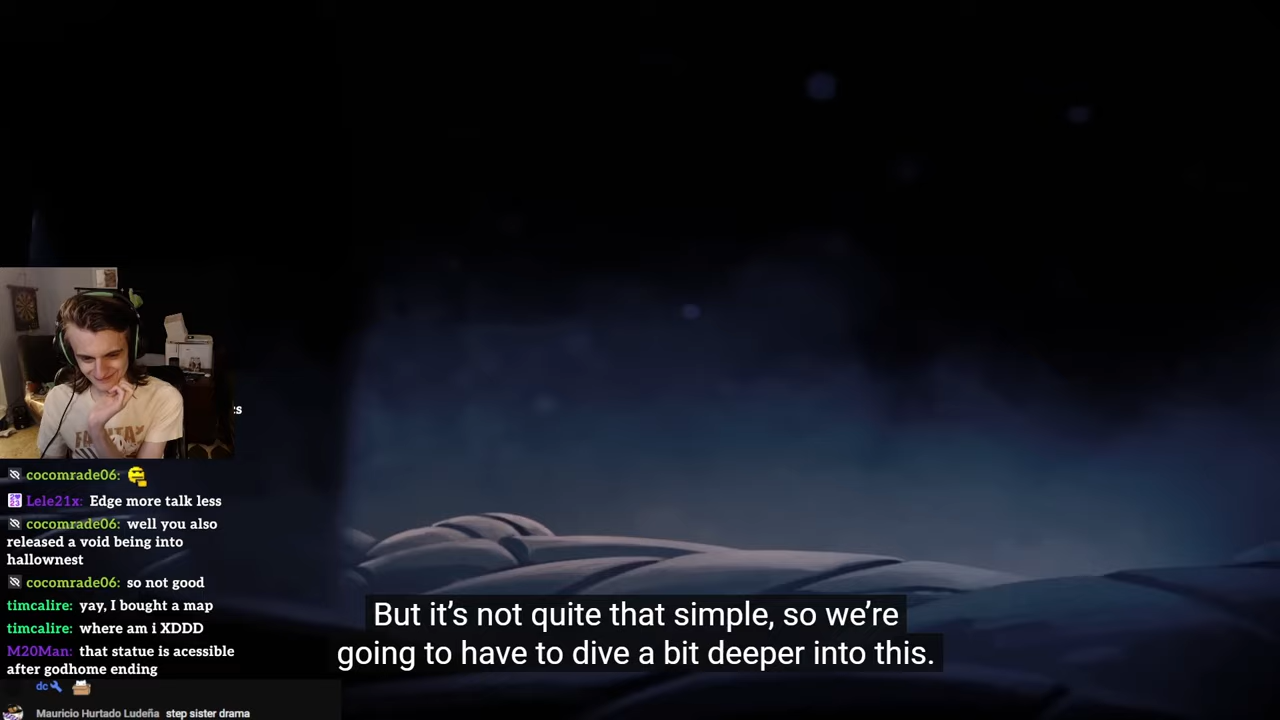 cs
cocomrade06:
Lele21x: Edge more talk less
cocomrade06: well you also
released a void being into
hallownest
cocomrade06: so not good
timcalire: yay, I bought a map
timcalire: where am i XDDD
M20Man: that statue is acessible
after godhome ending
dc
Mauricio Hurtado Ludeña step sister drama
But it's not quite that simple, so we're
going to have to dive a bit deeper into this.